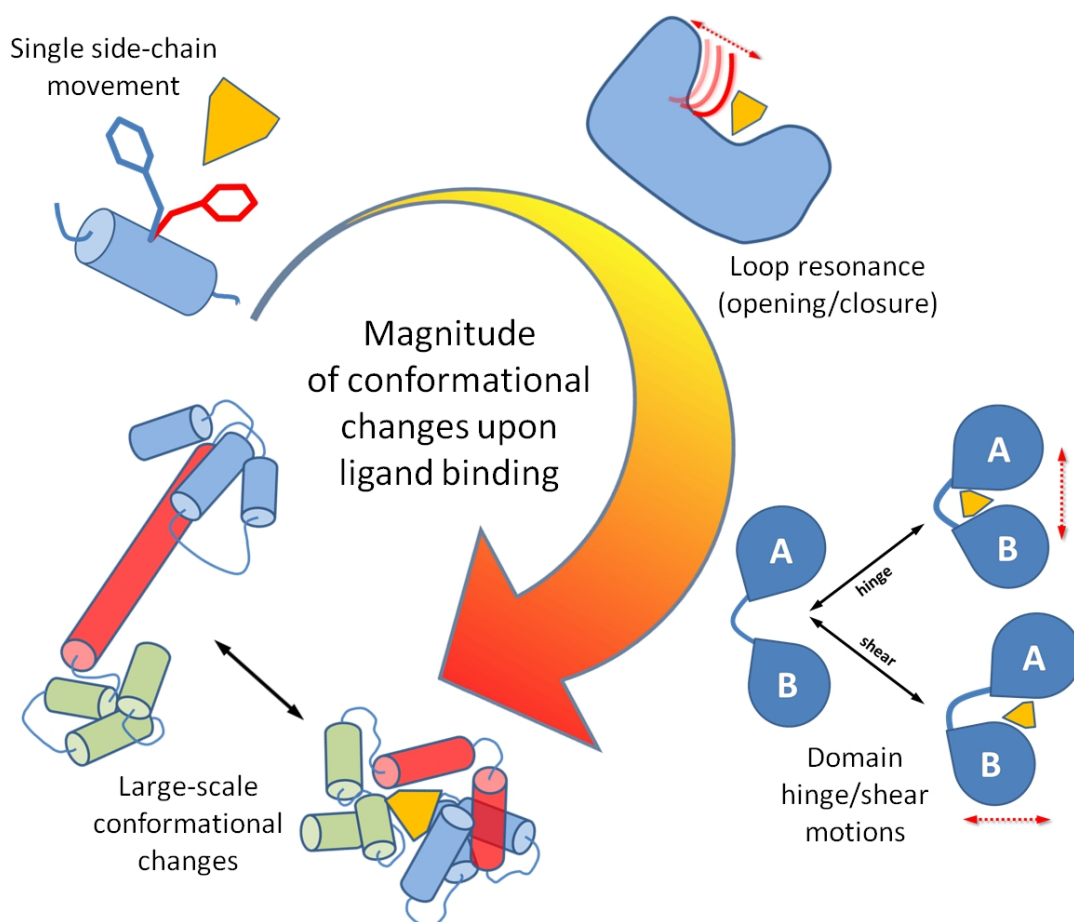 Single side-chain
movement
Loop resonance
(opening/closure)
Magnitude
of conformational
changes upon
ligand binding
A
B
hinge
shear
A
B
A
B
Domain
hinge/shear
motions
Large-scale
conformational
changes